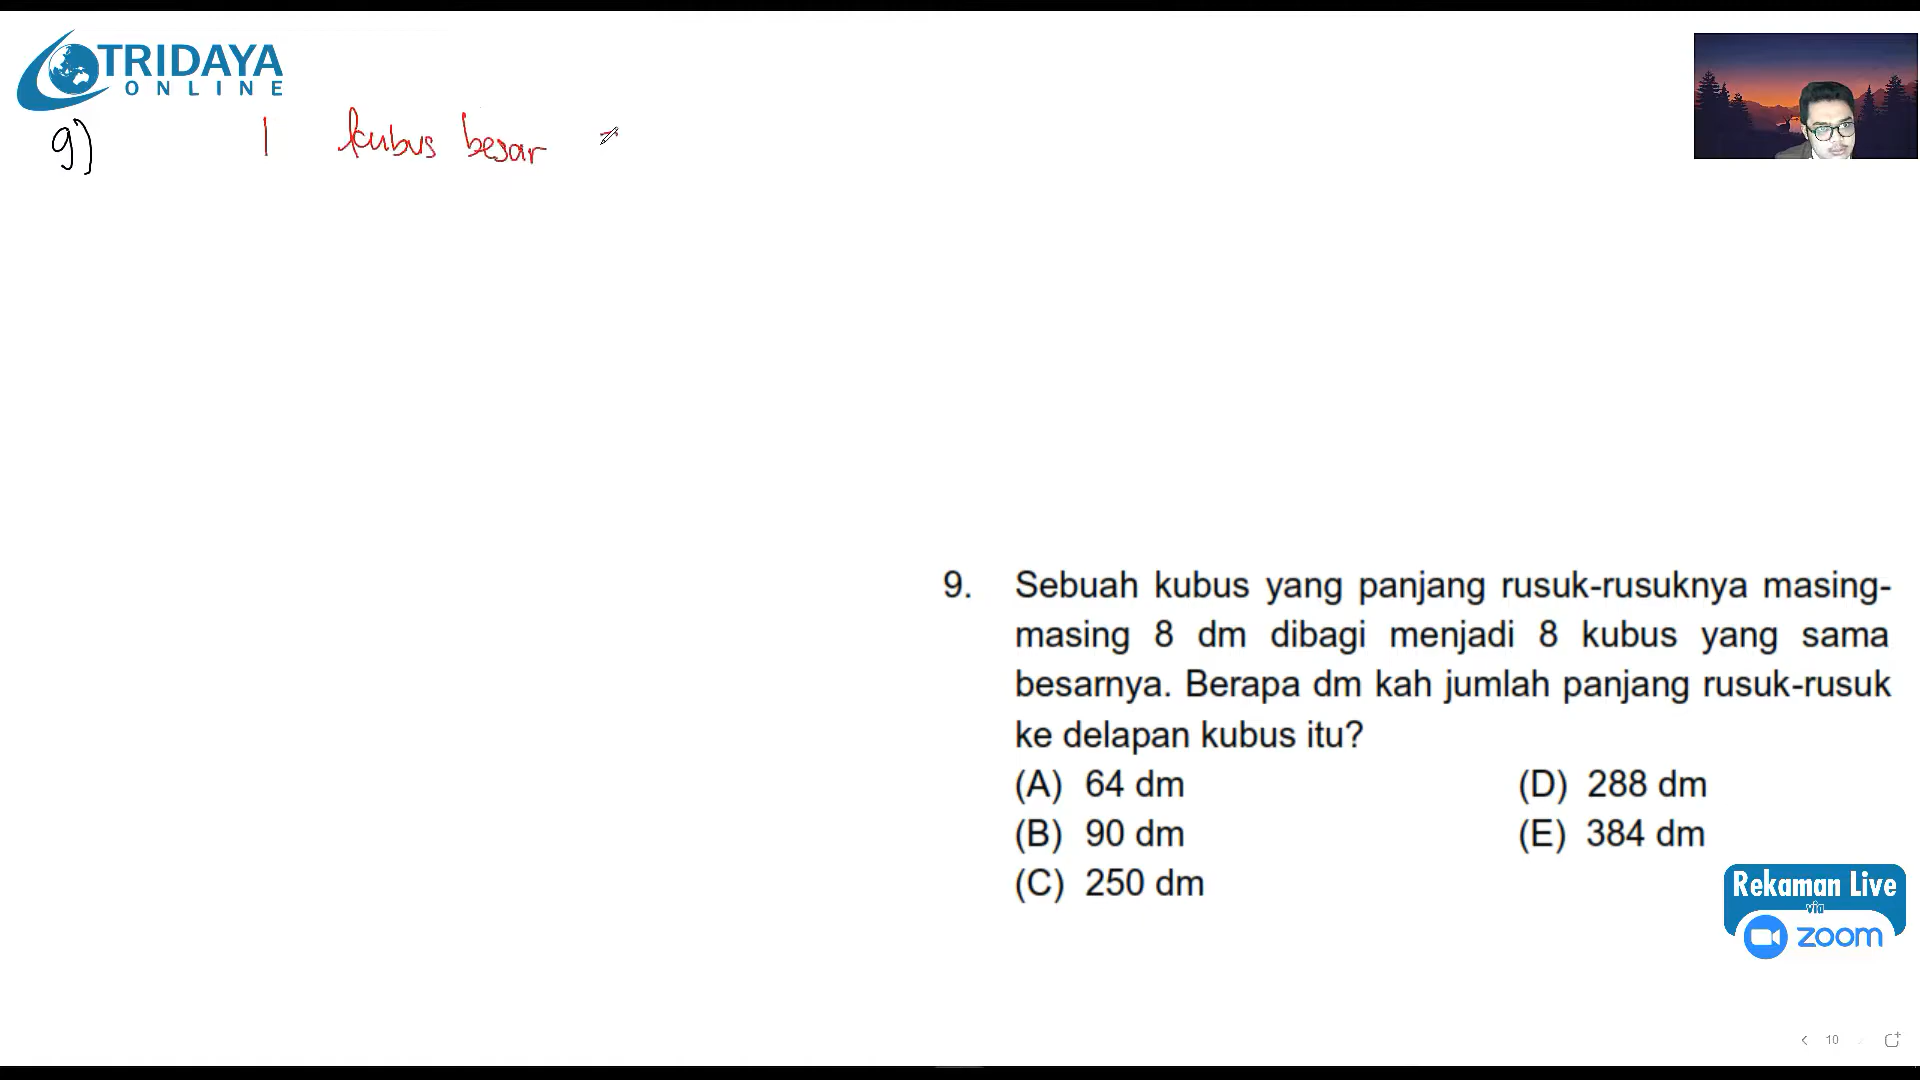 TRIDAYA
ONLINE
9) 1 kubus besar =
9. Sebuah kubus yang panjang rusuk-rusuknya masing-
masing 8 dm dibagi menjadi 8 kubus yang sama
besarnya. Berapa dm kah jumlah panjang rusuk-rusuk
ke delapan kubus itu?
(A) 64 dm (D) 288 dm
(B) 90 dm (E) 384 dm
(C) 250 dm
Rekaman Live
via
zoom
10